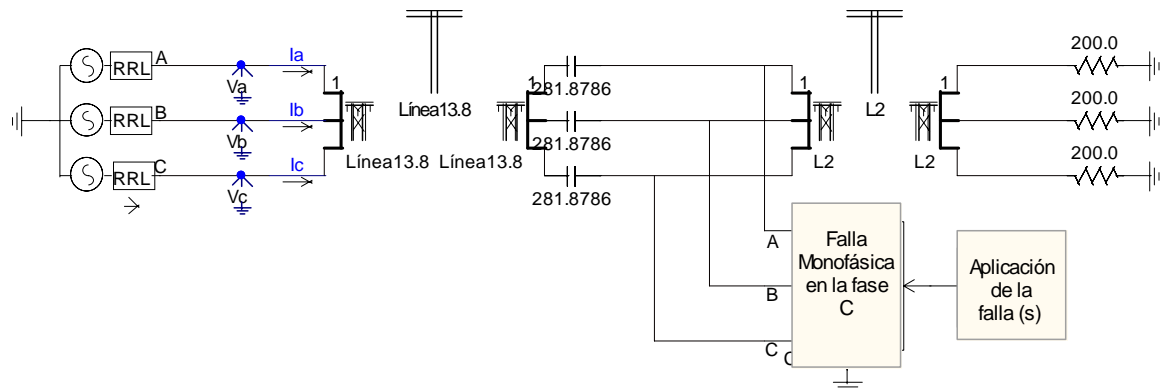 RRL
A
Va
Ia
RRL
B
Vb
Ib
RRL
C
Vc
Ic
1
Línea13.8
Línea13.8
Línea13.8
1
281.8786
281.8786
281.8786
1
L2
L2
L2
1
200.0
200.0
200.0
A
B
C
C
Falla
Monofásica
en la fase
C
Aplicación
de la
falla (s)